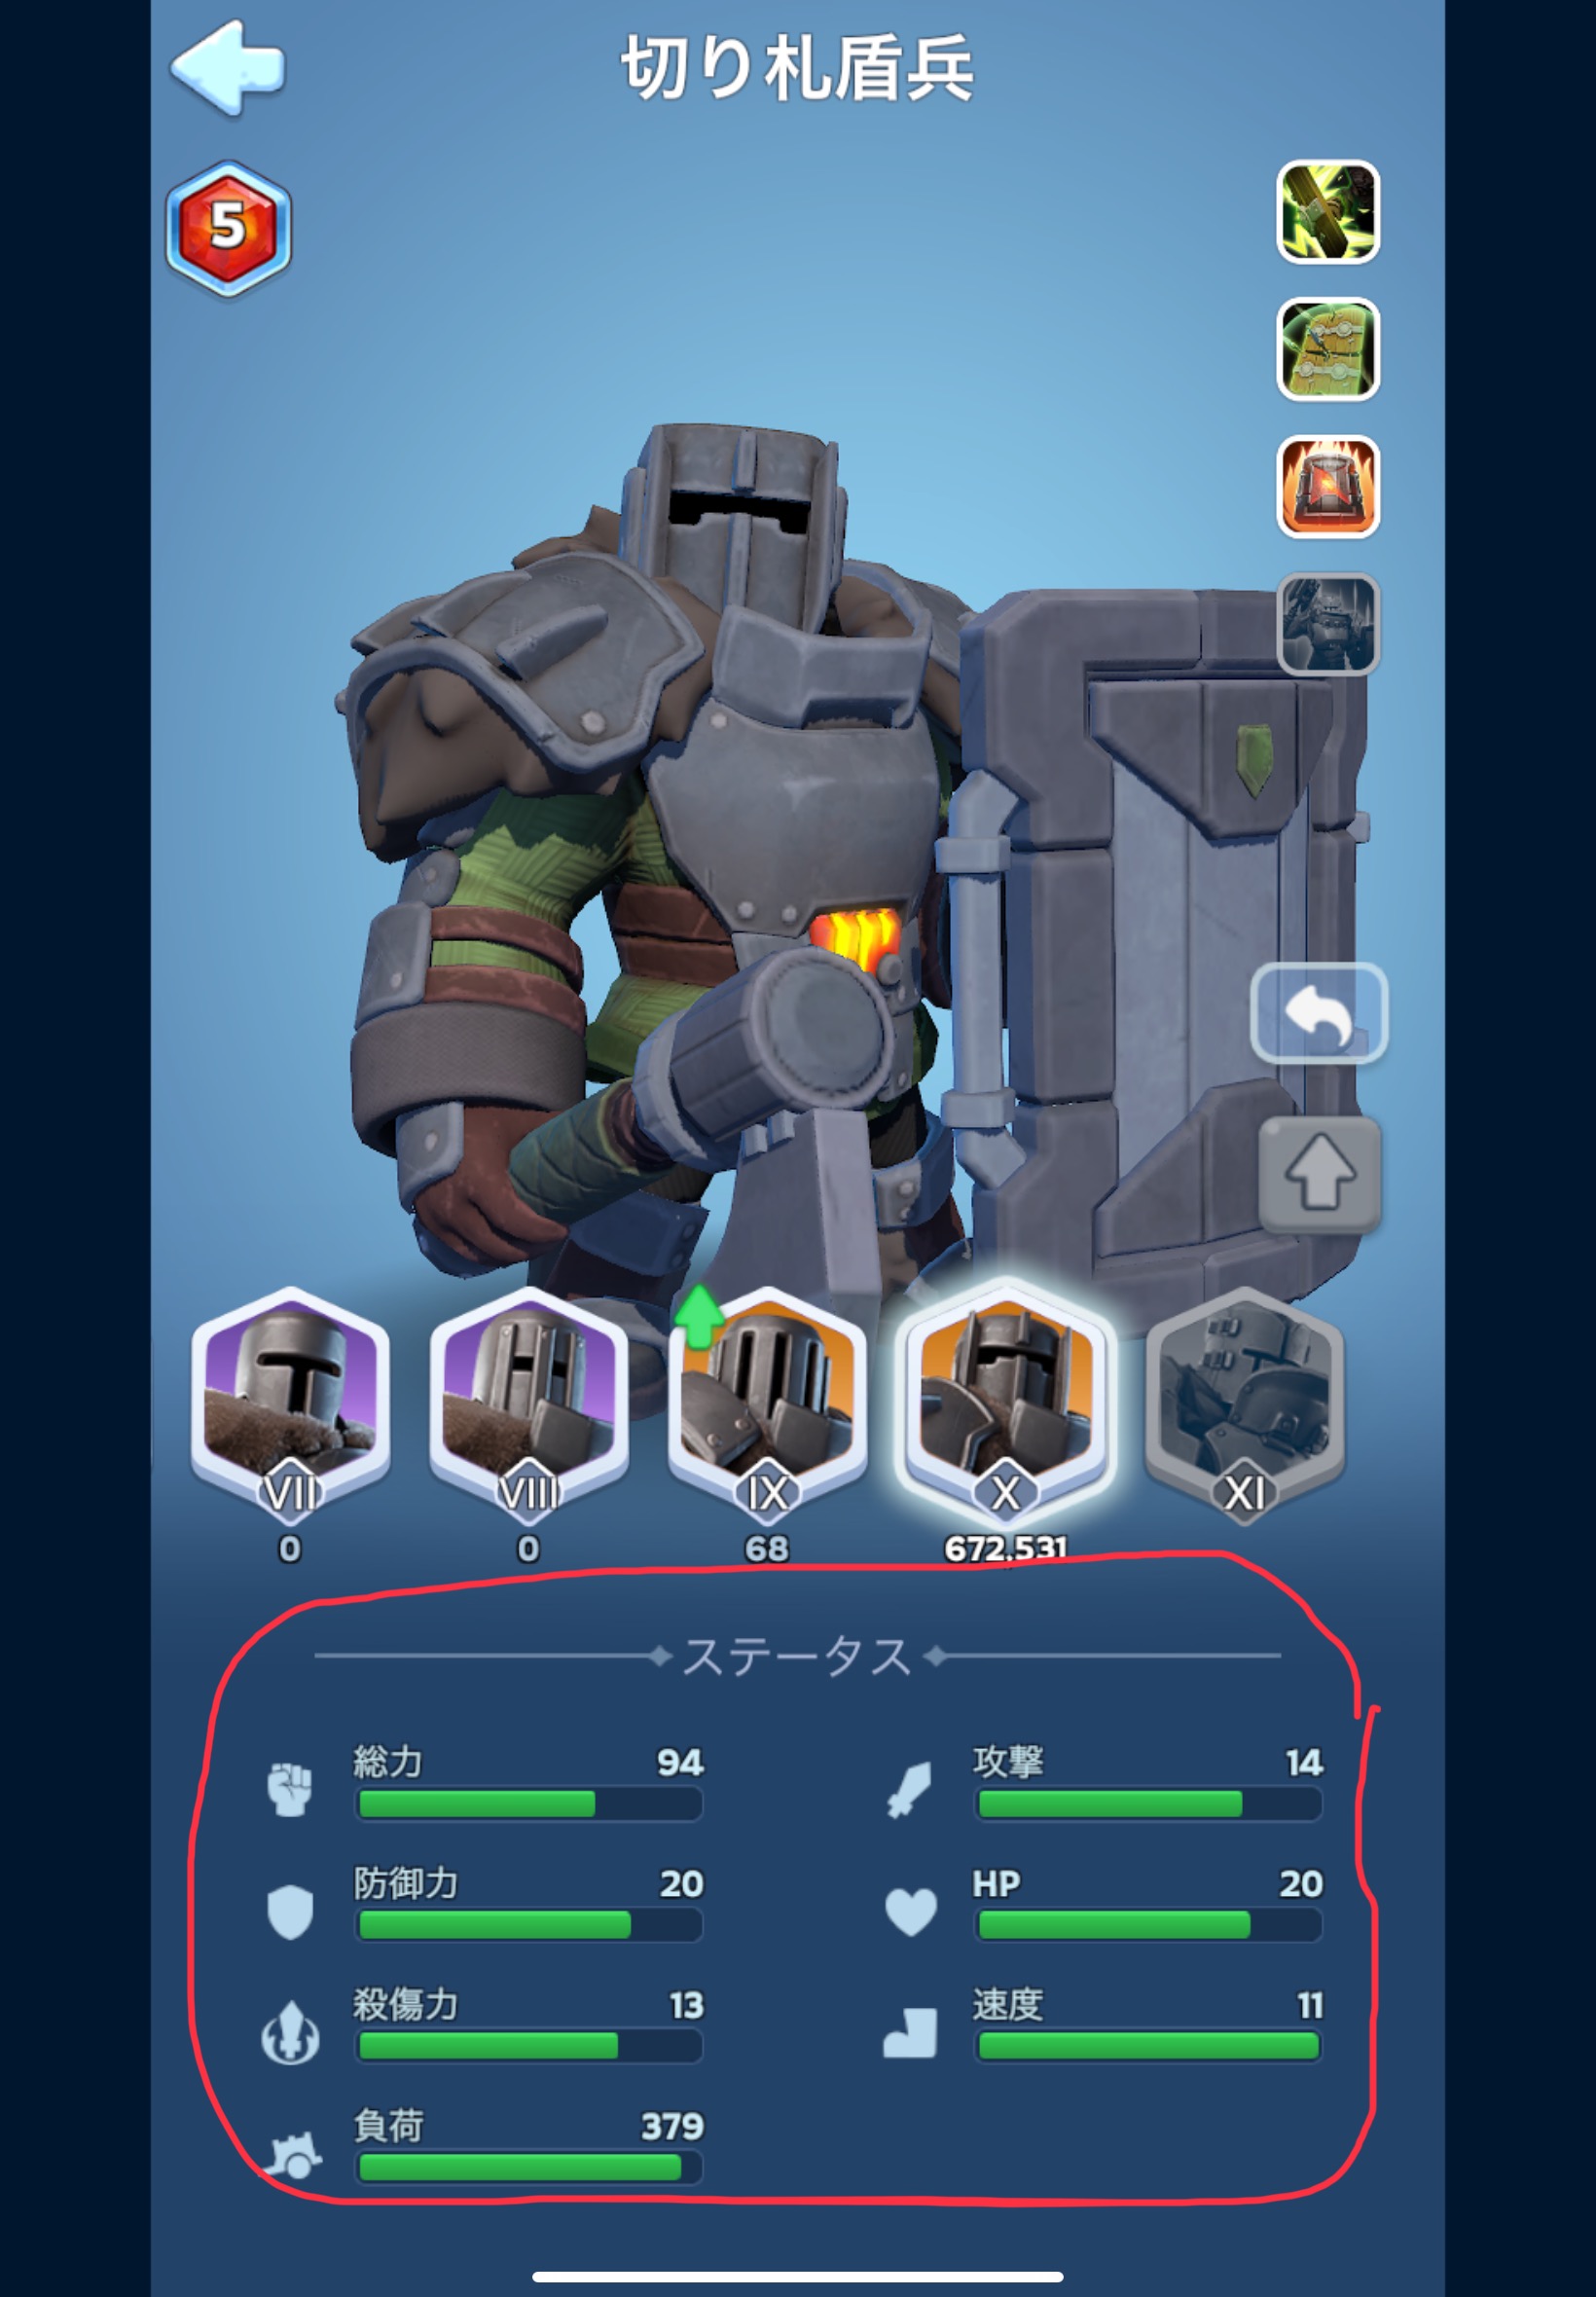 切り札盾兵
5
VII
VIII
IX
X
XI
0
0
68
672,531
ステータス
総力 94
攻撃 14
防御力 20
HP 20
殺傷力 13
速度 11
負荷 379